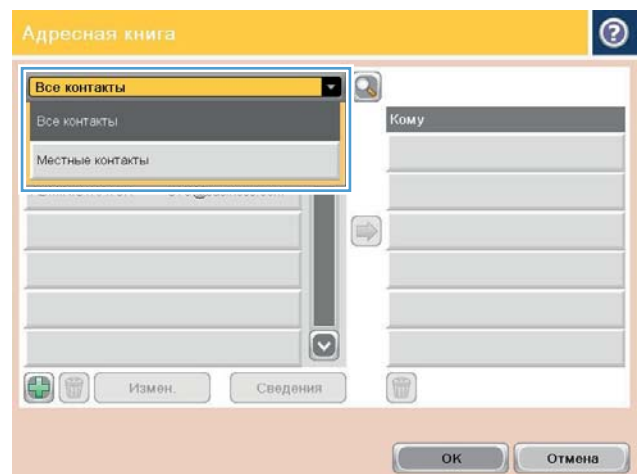 Адресная книга
Все контакты
Все контакты
Местные контакты
Кому
Измен.
Сведения
OK
Отмена